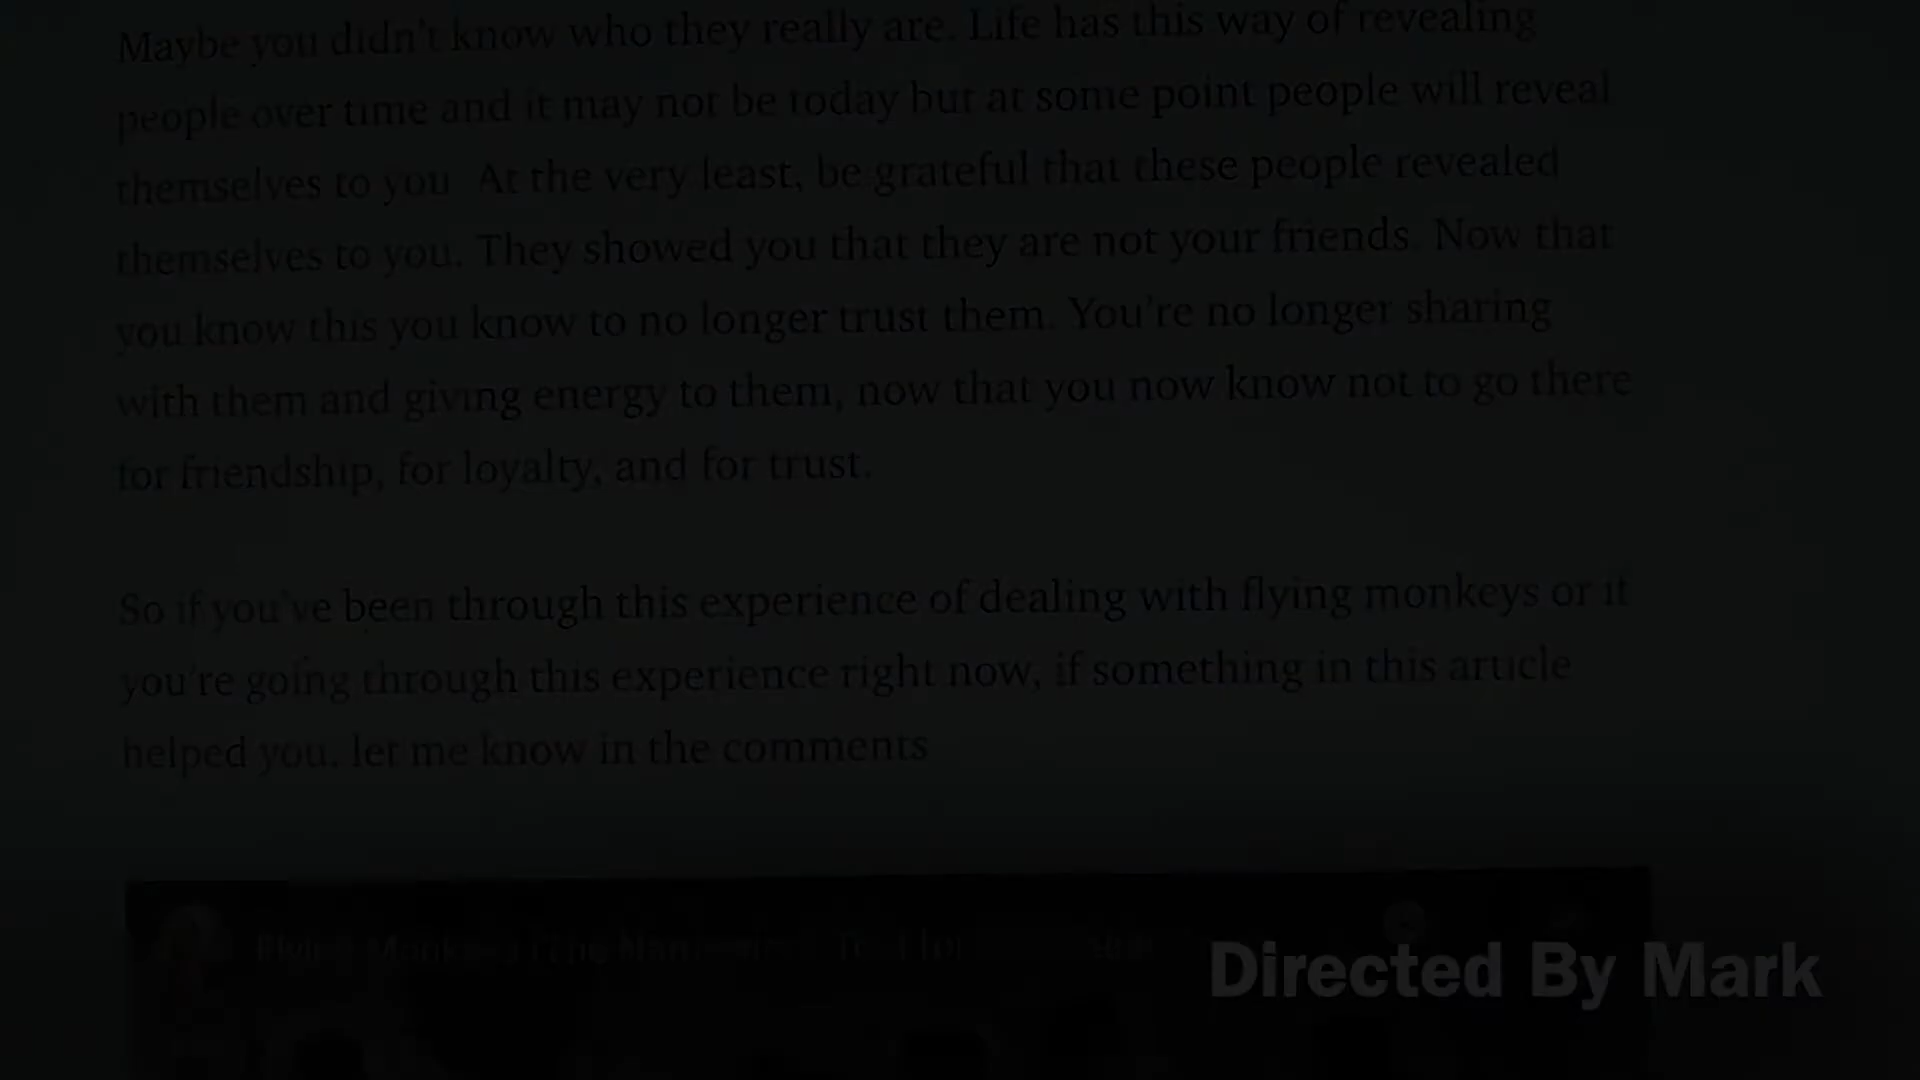 Maybe you didn't know who they really are. Life has this way of revealing
people over time and it may not be today but at some point people will reveal
themselves to you. At the very least, be grateful that these people revealed
themselves to you. They showed you that they are not your friends. Now that
you know this you know to no longer trust them. You're no longer sharing
with them and giving energy to them, now that you now know not to go there
for friendship, for loyalty, and for trust.
So if you've been through this experience of dealing with flying monkeys or if
you're going through this experience right now, if something in this article
helped you, let me know in the comments
Directed By Mark